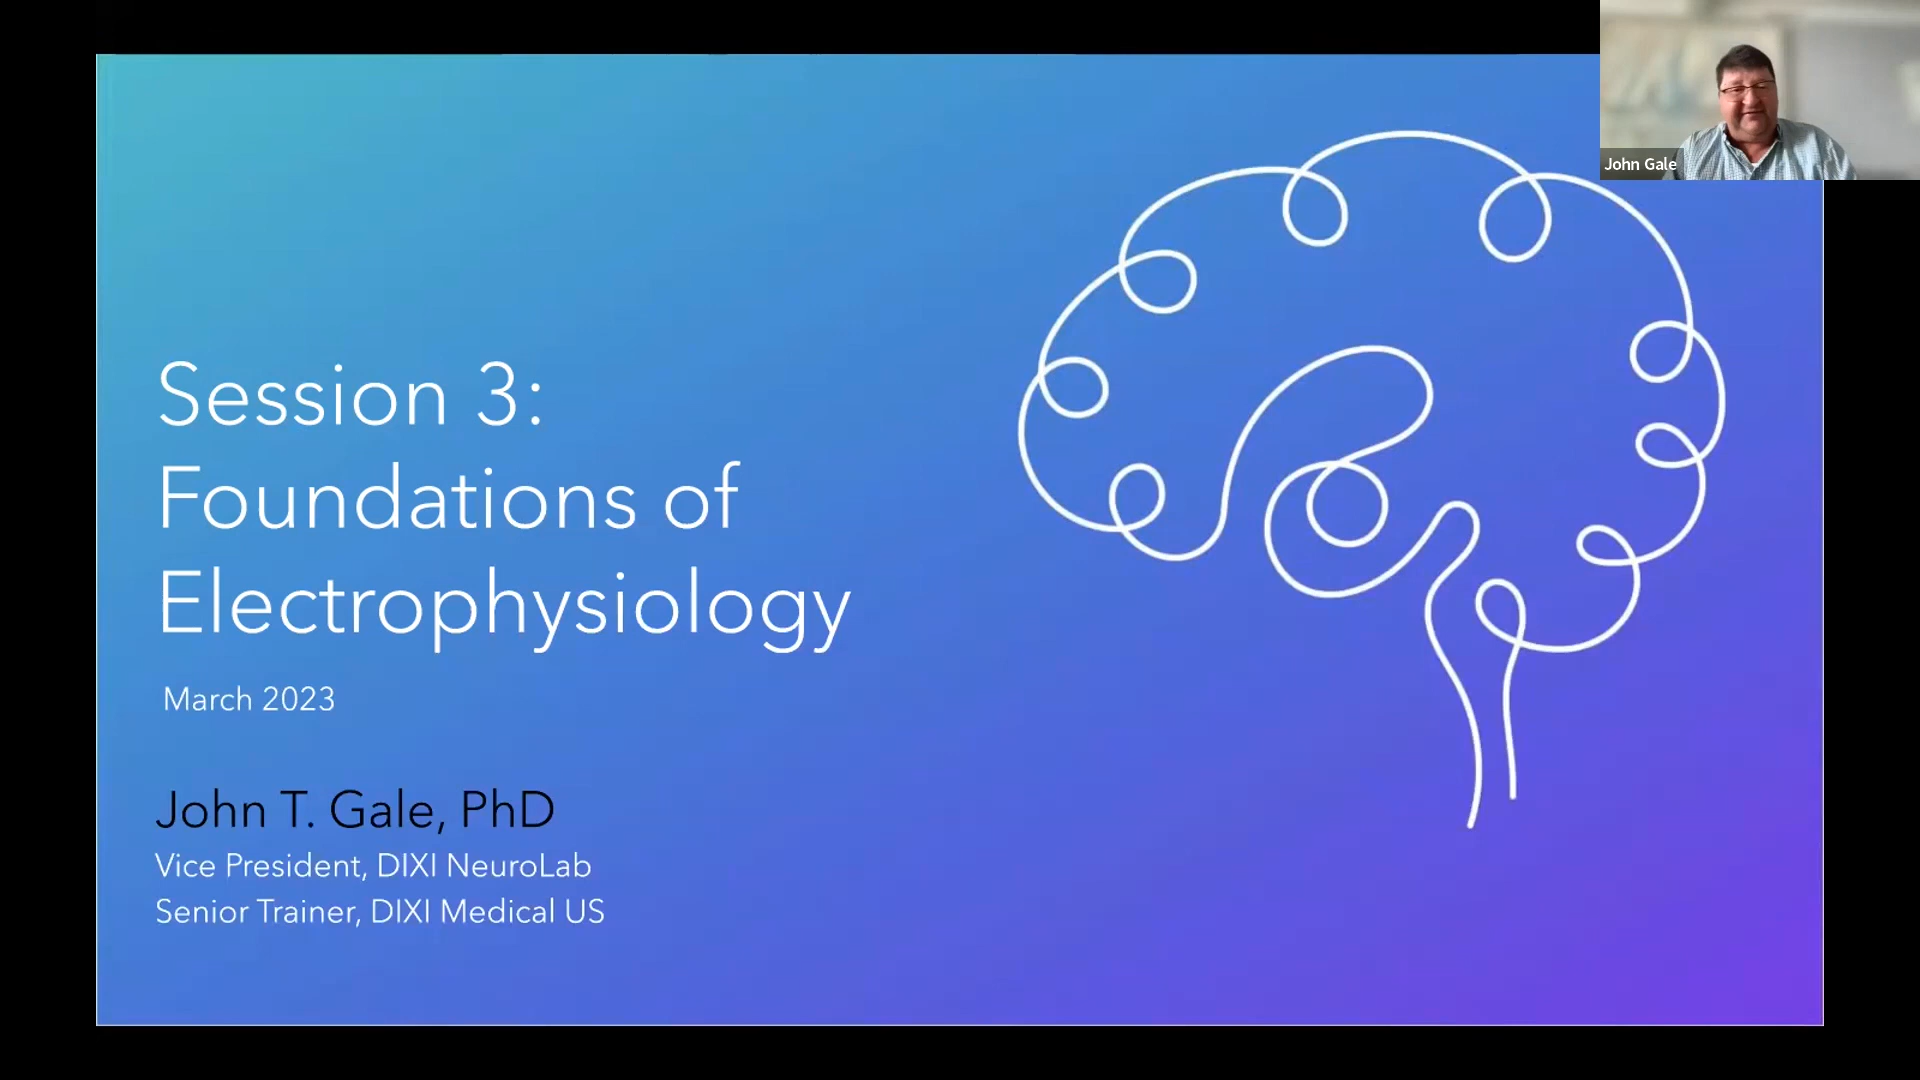 John Gale
Session 3:
Foundations of
Electrophysiology
March 2023
John T. Gale, PhD
Vice President, DIXI NeuroLab
Senior Trainer, DIXI Medical US